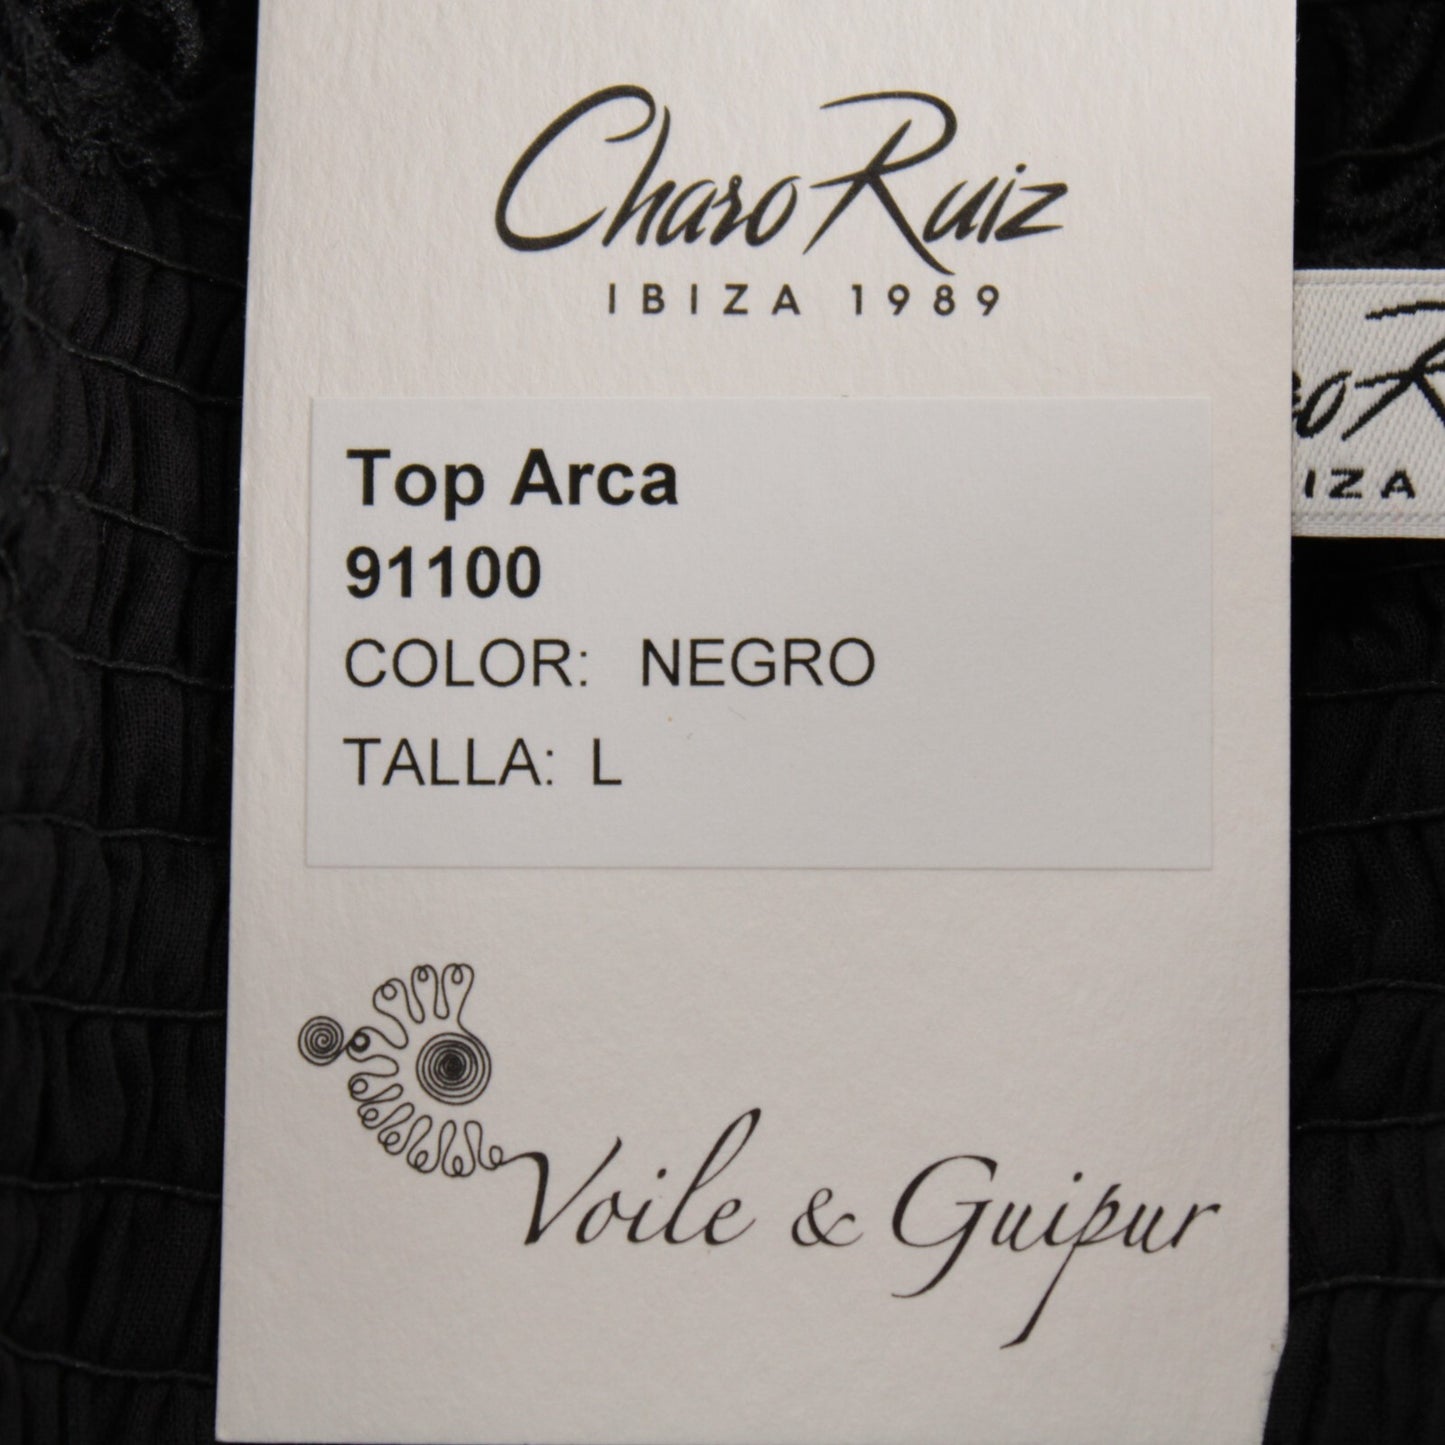 Charo Ruiz
IBIZA 1989
Top Arca
91100
COLOR: NEGRO
TALLA: L
Voile & Guipur